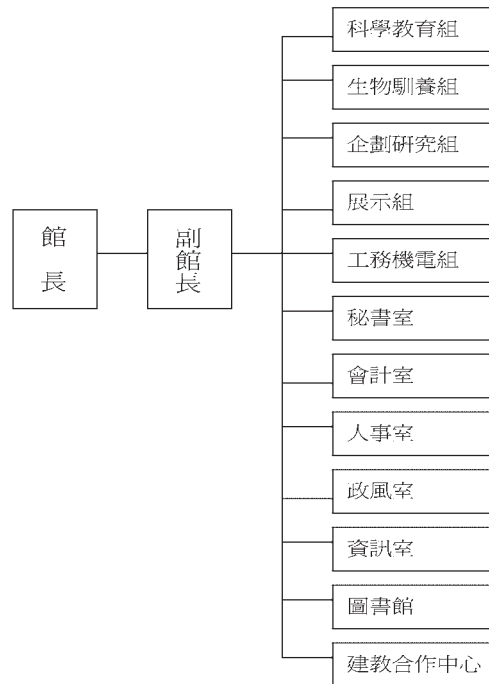 館長
副館長
科學教育組
生物馴養組
企劃研究組
展示組
工務機電組
秘書室
會計室
人事室
政風室
資訊室
圖書館
建教合作中心